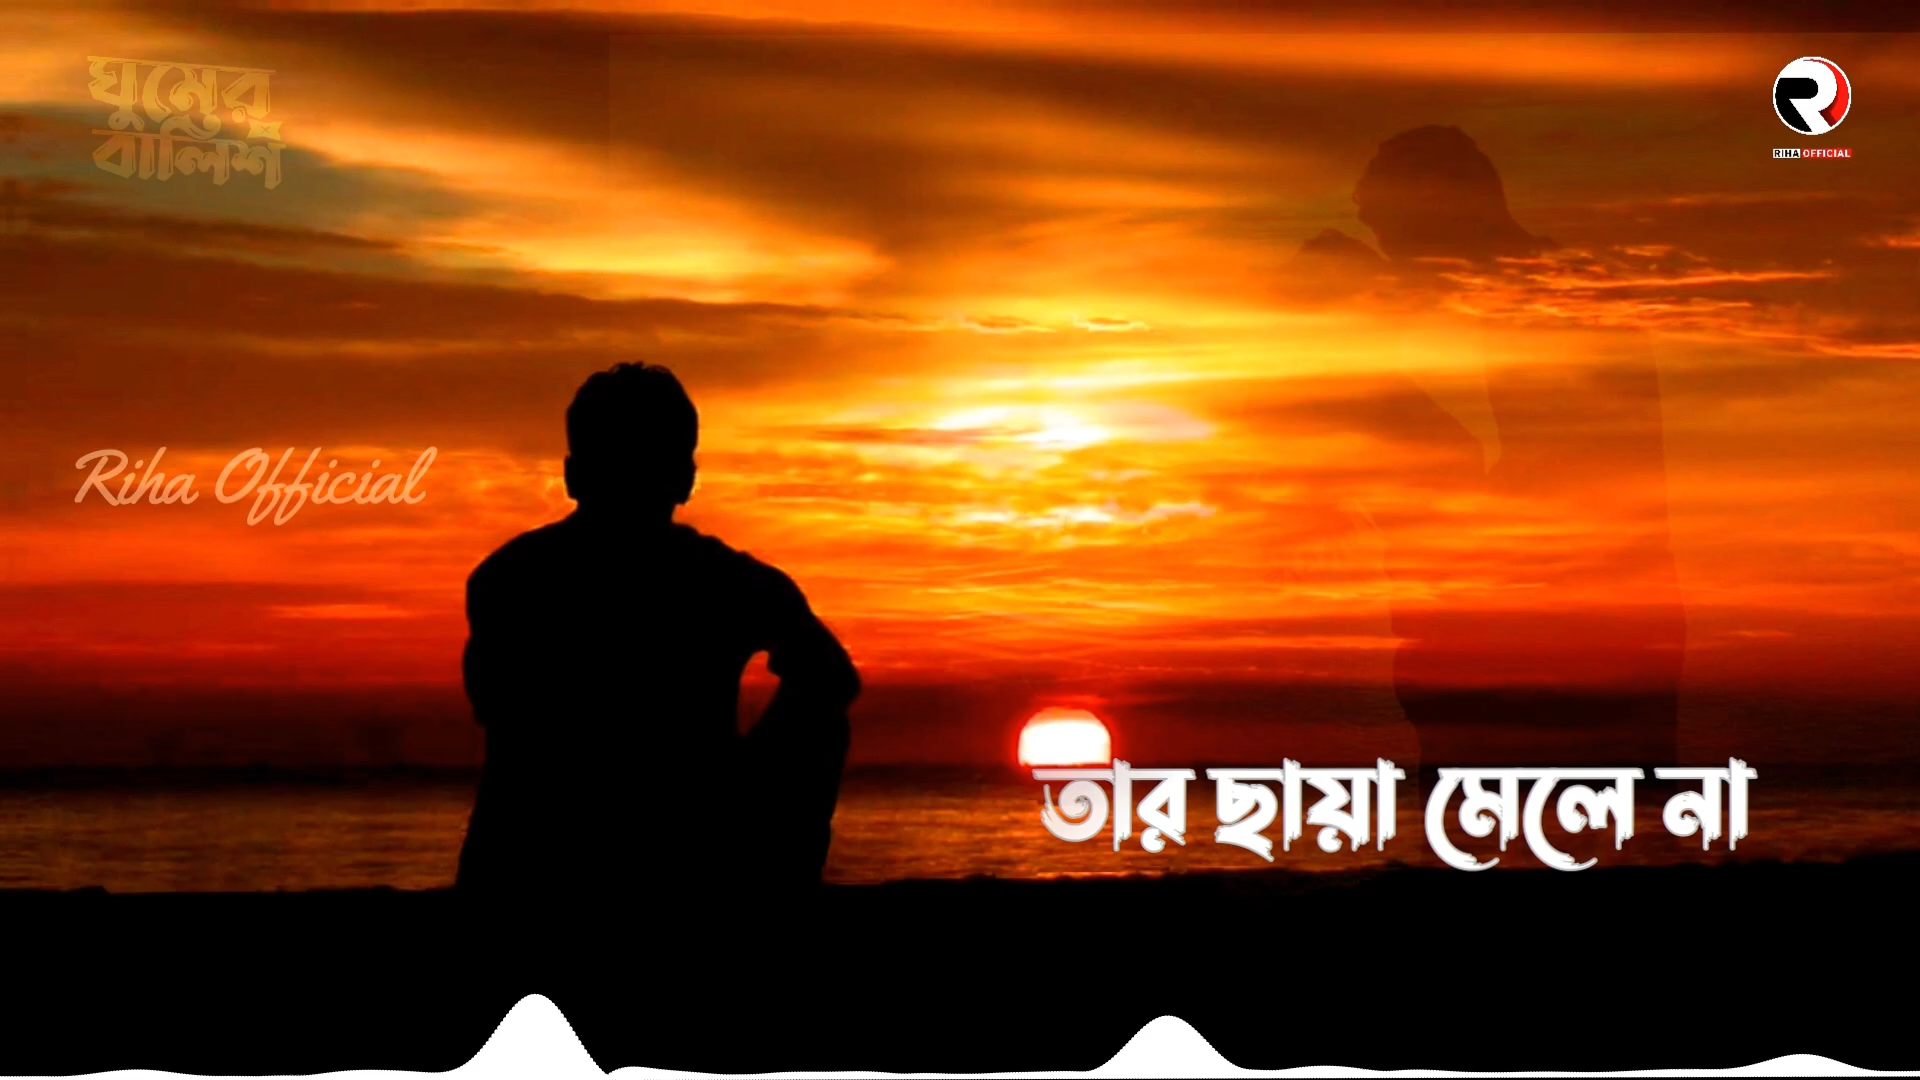 ঘুমের
বালিশ
RIHA OFFICIAL
Riha Official
তার ছায়া মেলে না